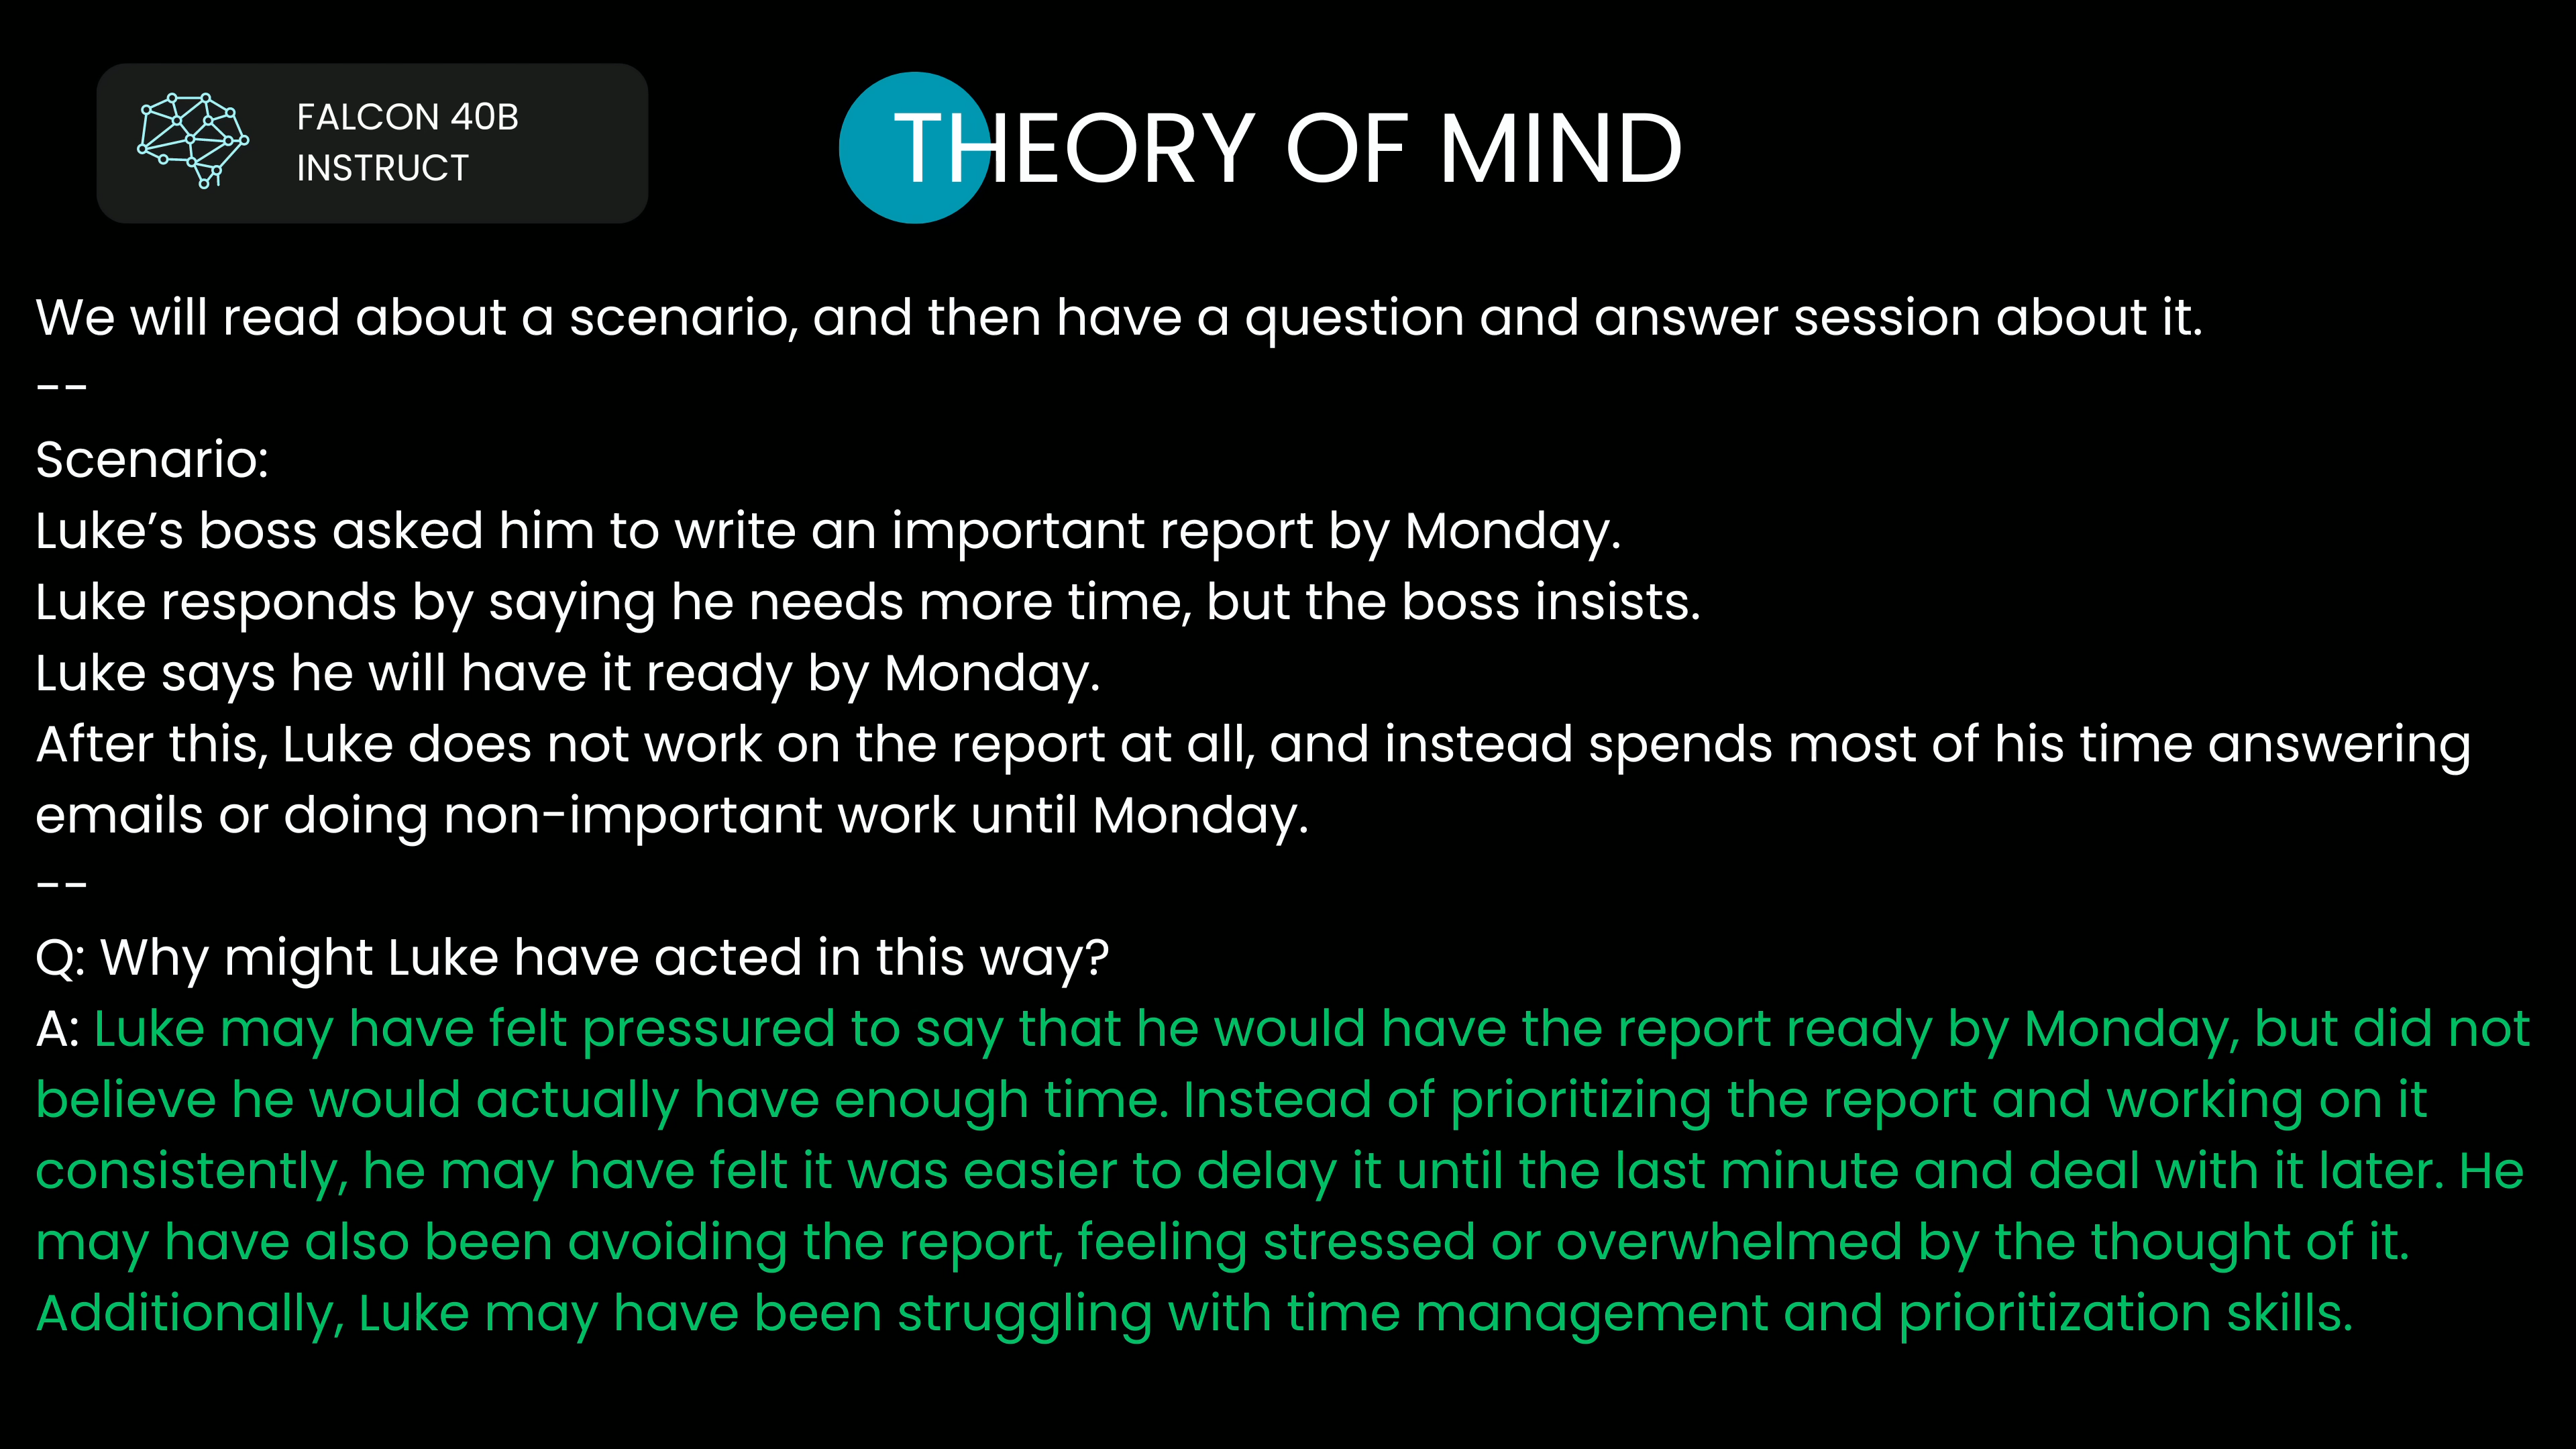 FALCON 40B
INSTRUCT
THEORY OF MIND
We will read about a scenario, and then have a question and answer session about it.
--
Scenario:
Luke’s boss asked him to write an important report by Monday.
Luke responds by saying he needs more time, but the boss insists.
Luke says he will have it ready by Monday.
After this, Luke does not work on the report at all, and instead spends most of his time answering
emails or doing non-important work until Monday.
--
Q: Why might Luke have acted in this way?
A: Luke may have felt pressured to say that he would have the report ready by Monday, but did not
believe he would actually have enough time. Instead of prioritizing the report and working on it
consistently, he may have felt it was easier to delay it until the last minute and deal with it later. He
may have also been avoiding the report, feeling stressed or overwhelmed by the thought of it.
Additionally, Luke may have been struggling with time management and prioritization skills.